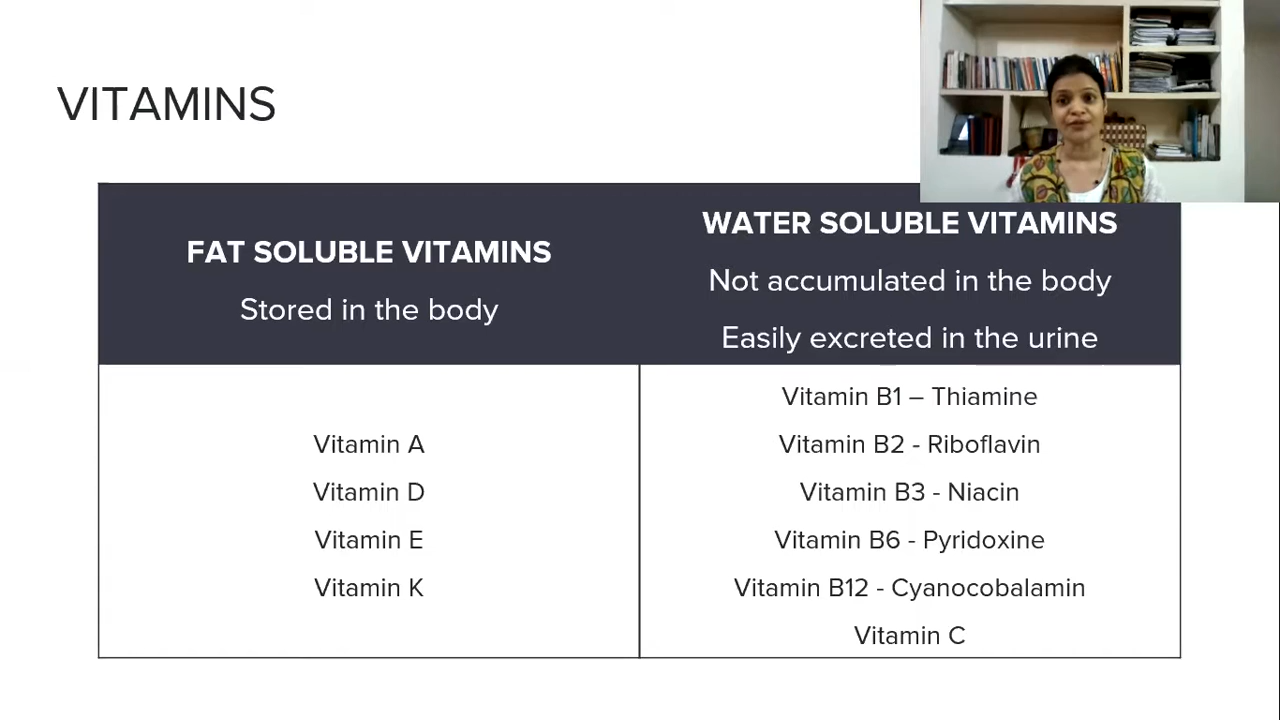 VITAMINS
FAT SOLUBLE VITAMINS
Stored in the body
WATER SOLUBLE VITAMINS
Not accumulated in the body
Easily excreted in the urine
Vitamin A
Vitamin D
Vitamin E
Vitamin K
Vitamin B1 – Thiamine
Vitamin B2 - Riboflavin
Vitamin B3 - Niacin
Vitamin B6 - Pyridoxine
Vitamin B12 - Cyanocobalamin
Vitamin C